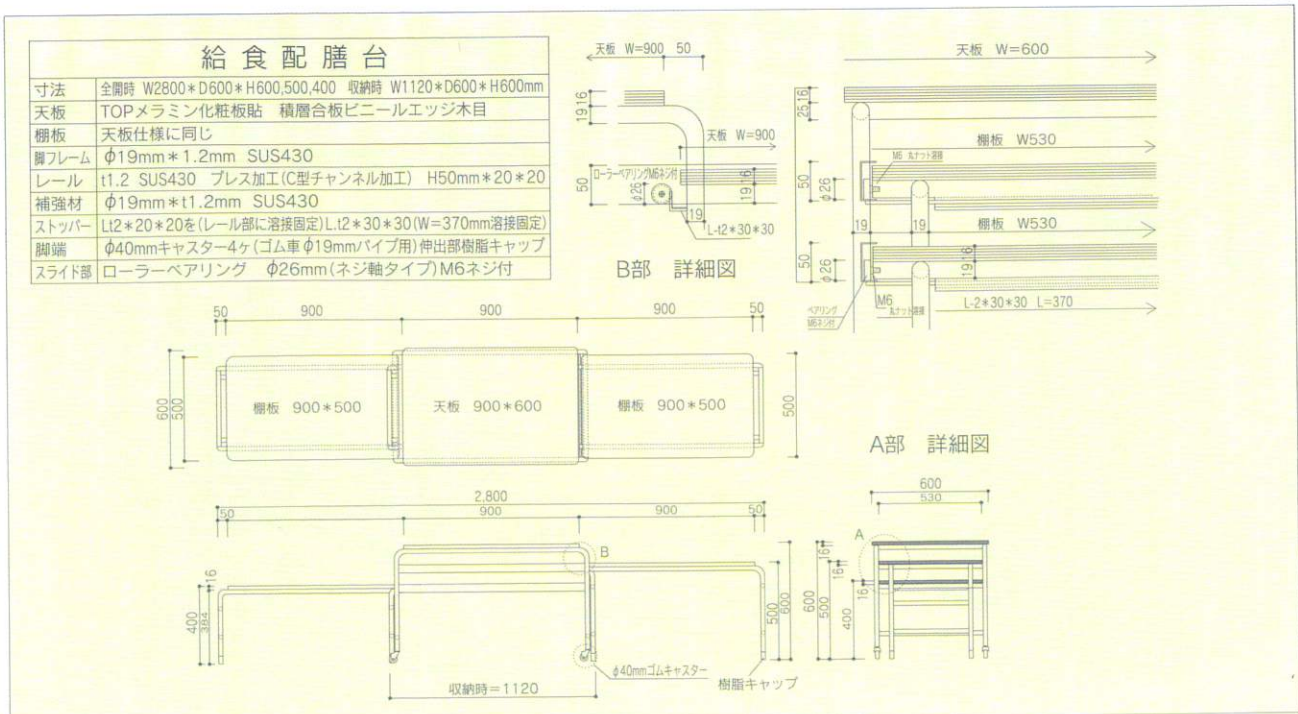 給食配膳台
寸法 全開時 W2800*D600*H600,500,400 収納時 W1120*D600*H600mm
天板 TOPメラミン化粧板貼 積層合板ビニールエッジ木目
棚板 天板仕様に同じ
脚フレーム φ19mm*1.2mm SUS430
レール t1.2 SUS430 プレス加工(C型チャンネル加工) H50mm*20*20
補強材 φ19mm*t1.2mm SUS430
ストッパー Lt2*20*20を(レール部に溶接固定)L.t2*30*30(W=370mm溶接固定)
脚端 φ40mmキャスター4ヶ(ゴム車φ19mmパイプ用)伸出部樹脂キャップ
スライド部 ローラーベアリング φ26mm(ネジ軸タイプ)M6ネジ付
天板 W=900 50
19 16
天板 W=900
50
ローラーベアリングM6ネジ付
φ26
19 16
19
L-t2*30*30
B部 詳細図
天板 W=600
25 16
棚板 W530
M6 丸ナット溶接
50
φ26
19
19
棚板 W530
50
φ26
19 16
ベアリング
M6ネジ付
M6
丸ナット溶接
L-2*30*30 L=370
A部 詳細図
50 900 900 900 50
600
500
棚板 900*500
天板 900*600
棚板 900*500
500
2,800
50 900 900 50
B
16
400
384
500
600
φ40mmゴムキャスター
樹脂キャップ
収納時=1120
600
530
A
16
16
16
600
500
400